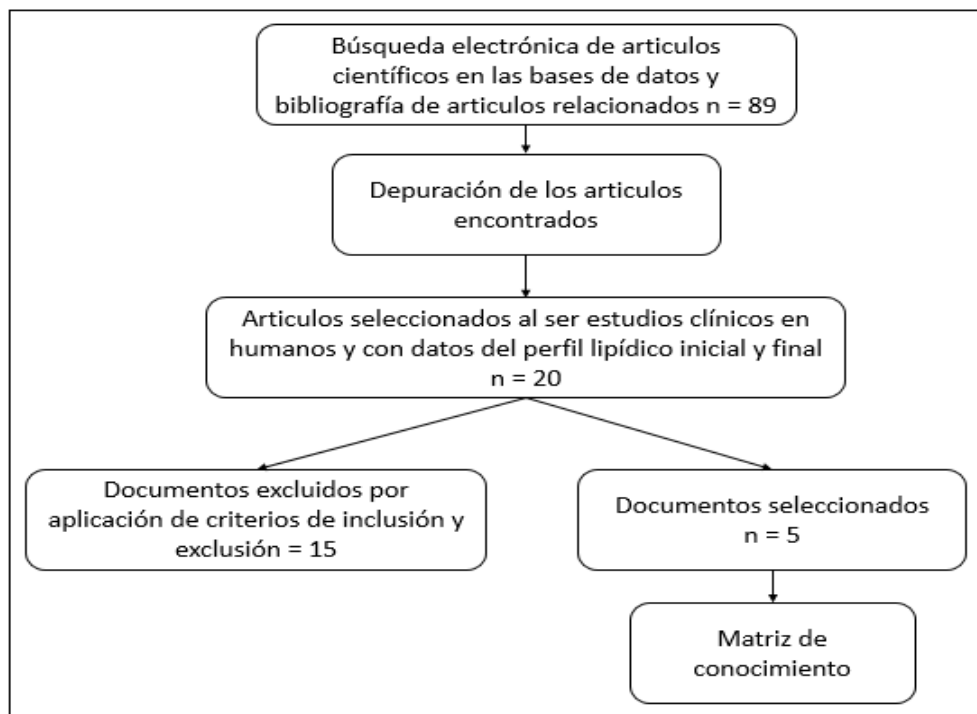 Búsqueda electrónica de articulos
científicos en las bases de datos y
bibliografía de articulos relacionados n = 89
Depuración de los articulos
encontrados
Articulos seleccionados al ser estudios clínicos en
humanos y con datos del perfil lipídico inicial y final
n = 20
Documentos excluidos por
aplicación de criterios de inclusión y
exclusión = 15
Documentos seleccionados
n = 5
Matriz de
conocimiento